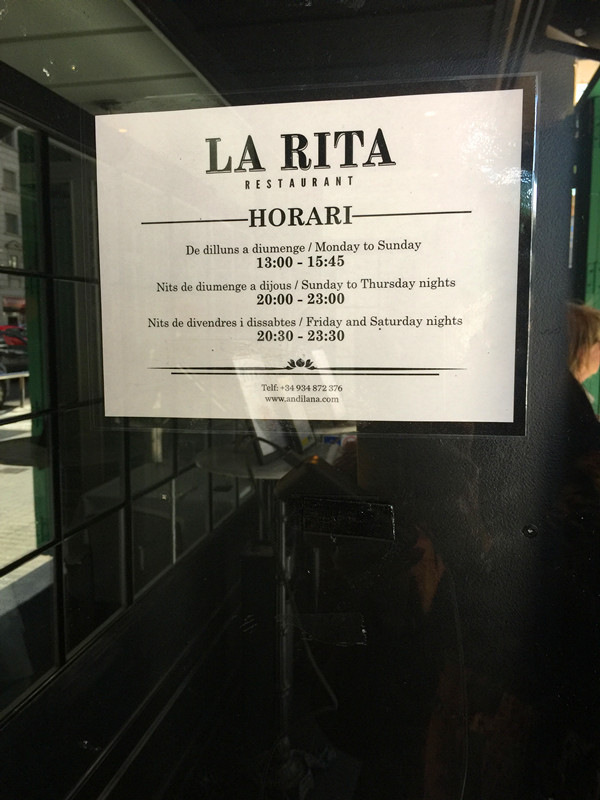 LA RITA
RESTAURANT
HORARI
De dilluns a diumenge / Monday to Sunday
13:00 - 15:45
Nits de diumenge a dijous / Sunday to Thursday nights
20:00 - 23:00
Nits de divendres i dissabtes / Friday and Saturday nights
20:30 - 23:30
Telf: +34 934 872 376
www.andilana.com